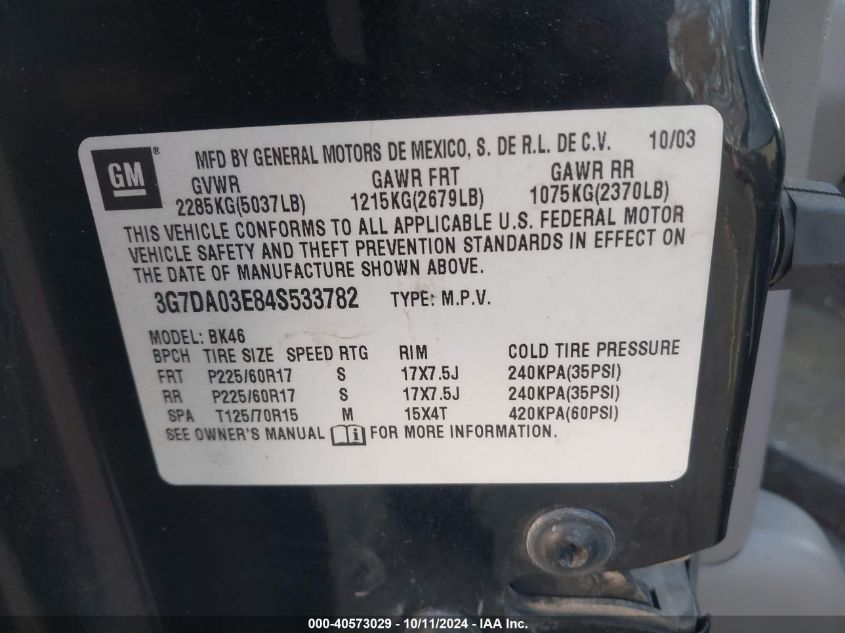 GM ® MFD BY GENERAL MOTORS DE MEXICO, S. DE R.L. DE C.V. 10/03
GVWR GAWR FRT GAWR RR
2285KG(5037LB) 1215KG(2679LB) 1075KG(2370LB)
THIS VEHICLE CONFORMS TO ALL APPLICABLE U.S. FEDERAL MOTOR
VEHICLE SAFETY AND THEFT PREVENTION STANDARDS IN EFFECT ON
THE DATE OF MANUFACTURE SHOWN ABOVE.
3G7DA03E84S533782 TYPE: M.P.V.
MODEL: BK46
BPCH TIRE SIZE SPEED RTG RIM COLD TIRE PRESSURE
FRT P225/60R17 S 17X7.5J 240KPA(35PSI)
RR P225/60R17 S 17X7.5J 240KPA(35PSI)
SPA T125/70R15 M 15X4T 420KPA(60PSI)
SEE OWNER'S MANUAL i FOR MORE INFORMATION.
000-40573029 - 10/11/2024 - IAA Inc.